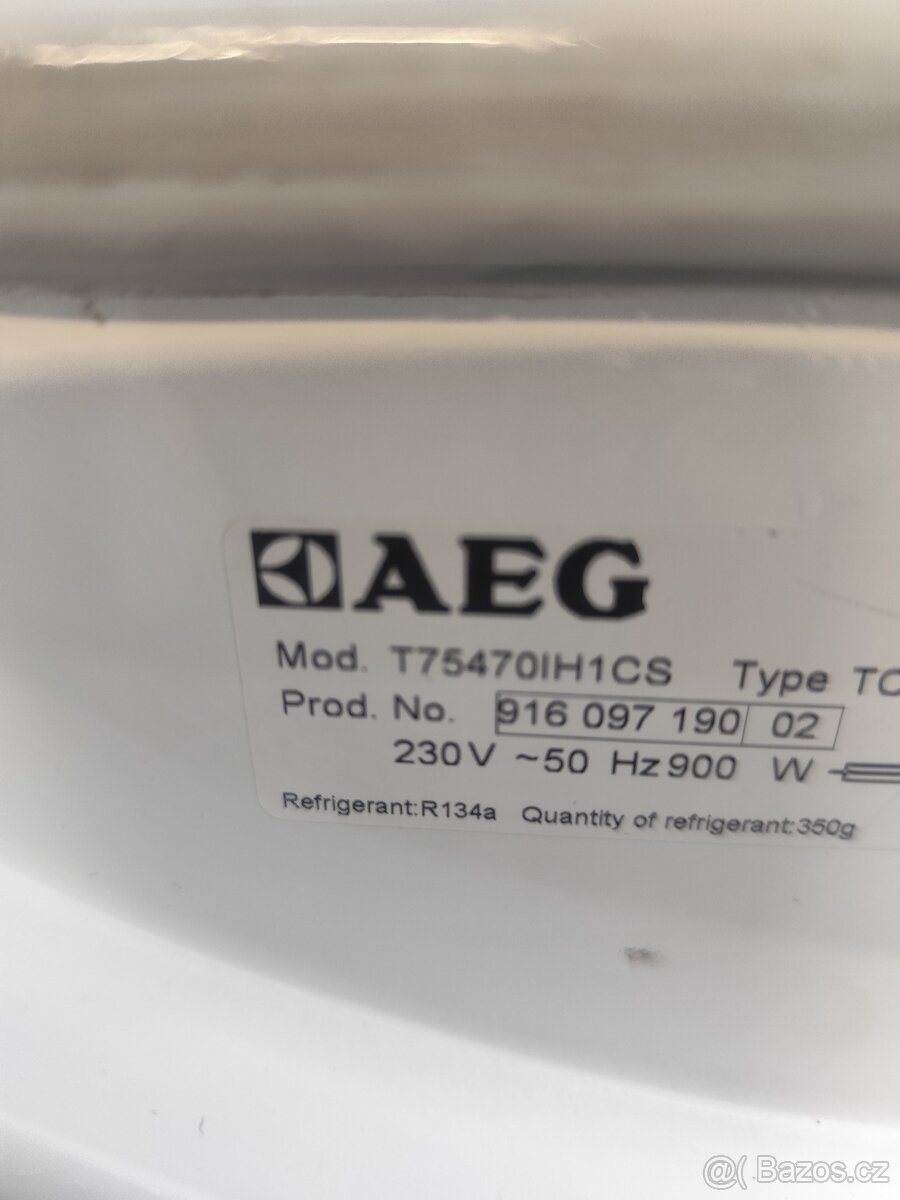 AEG
Mod. T75470IH1CS Type TC
Prod. No. 916 097 190 02
230V ~50 Hz 900 W
Refrigerant:R134a Quantity of refrigerant:350g
@( Bazos.cz